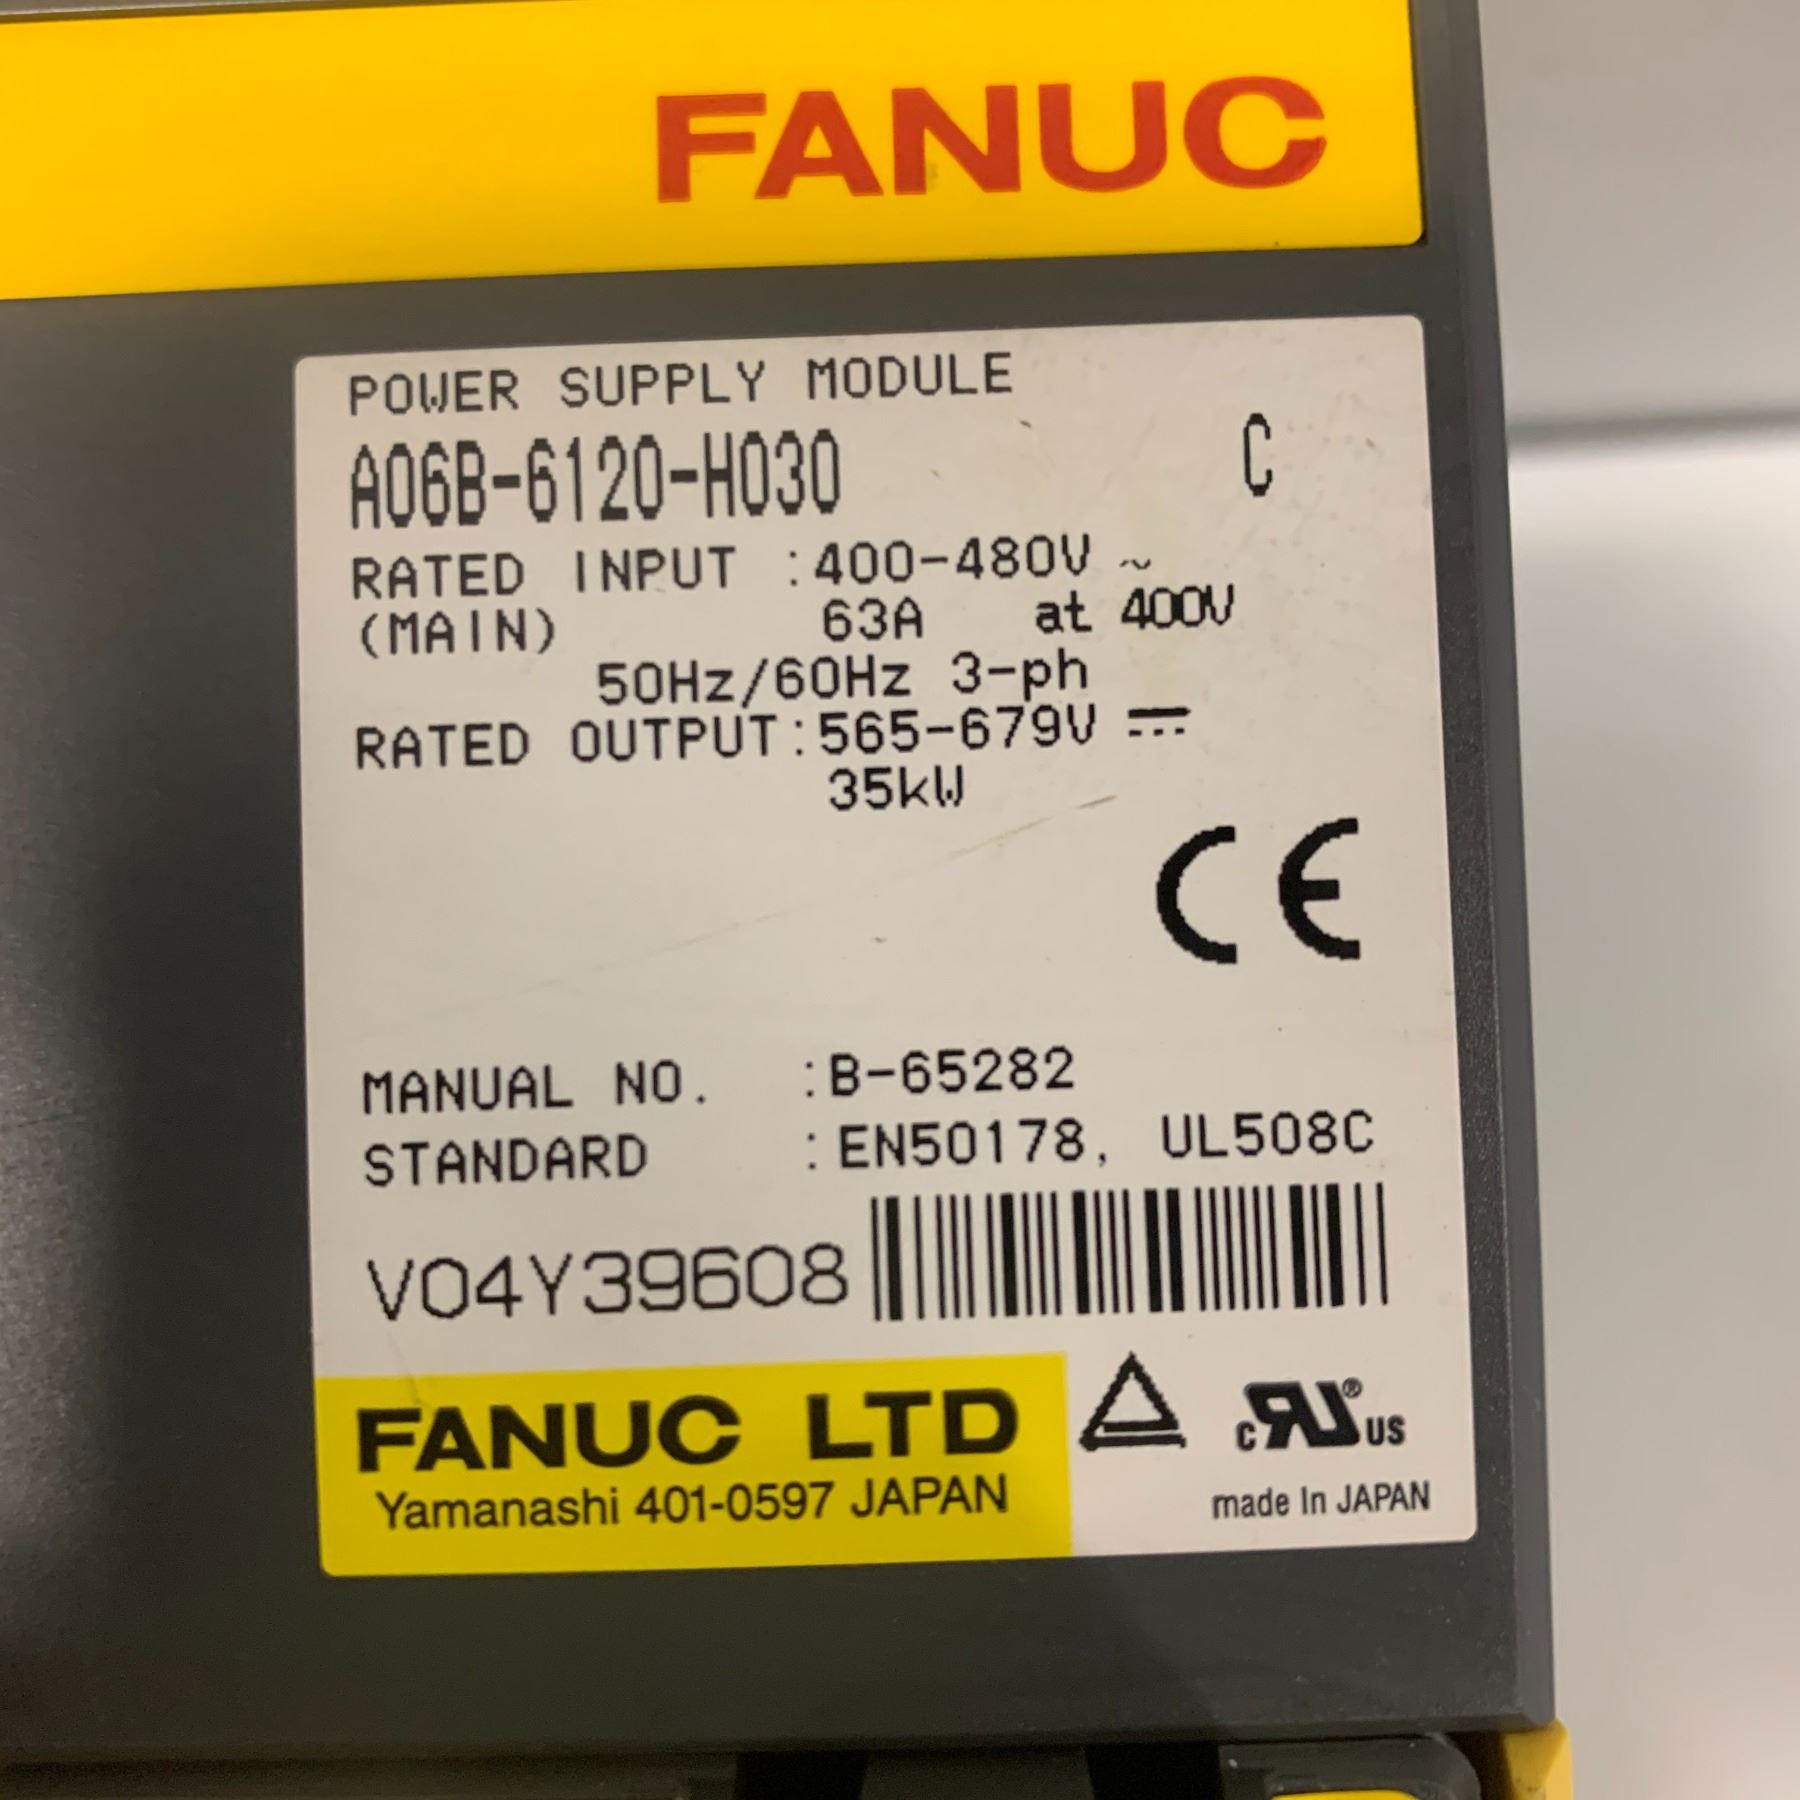 FANUC
POWER SUPPLY MODULE
A06B-6120-H030 C
RATED INPUT :400-480V ~
(MAIN) 63A at 400V
50Hz/60Hz 3-ph
RATED OUTPUT:565-679V ⎓
35kW
CE
MANUAL NO. :B-65282
STANDARD :EN50178, UL508C
V04Y39608
FANUC LTD
Yamanashi 401-0597 JAPAN
c RU ® US
made In JAPAN